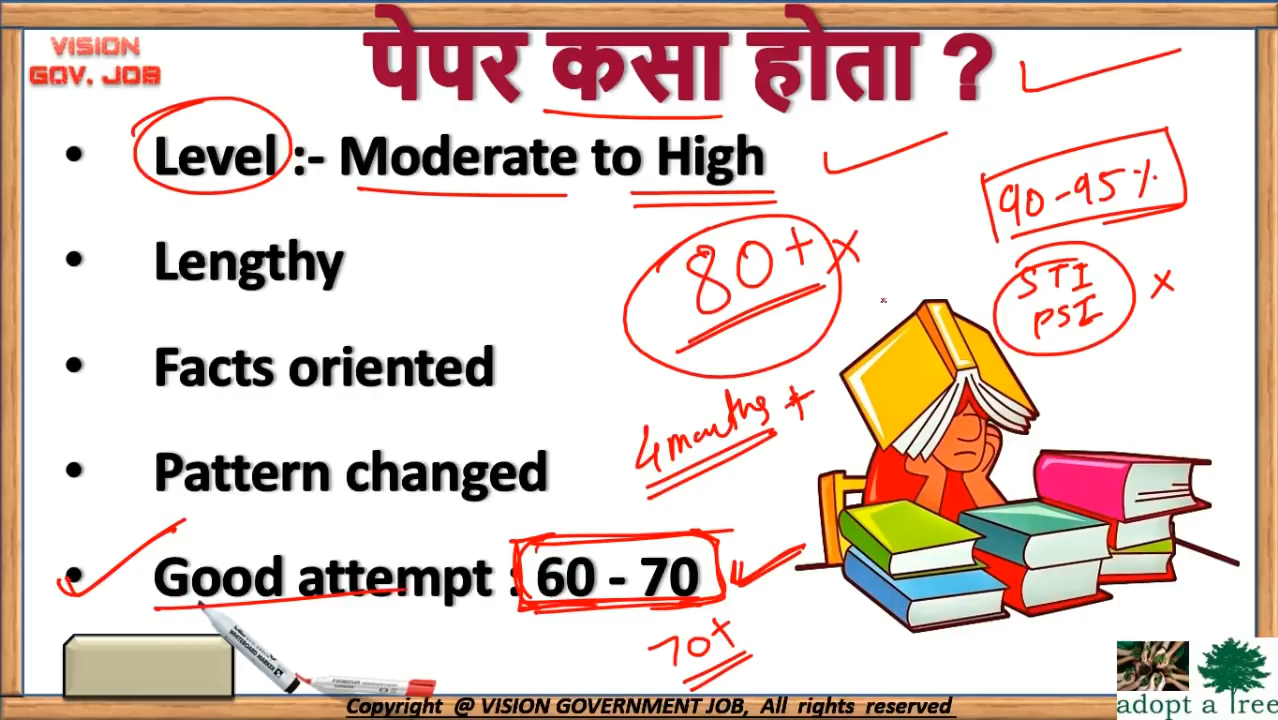 VISION
GOV. JOB
पेपर कसा होता ?
• Level :- Moderate to High
90-95%
80+ x
STI x
PSI
• Lengthy
• Facts oriented
4 months +
• Pattern changed
• Good attempt : 60 - 70
70+
Copyright @ VISION GOVERNMENT JOB, All rights reserved
adopt a Tree